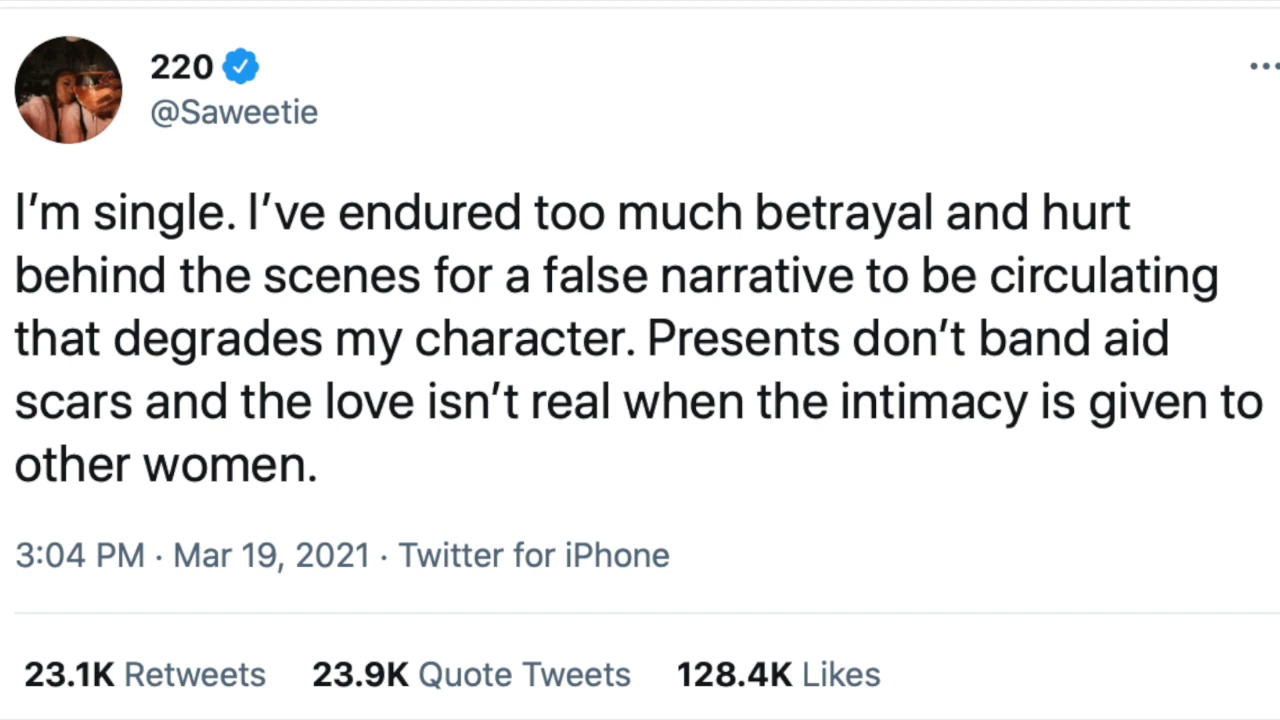 220
@Saweetie
I’m single. I’ve endured too much betrayal and hurt
behind the scenes for a false narrative to be circulating
that degrades my character. Presents don’t band aid
scars and the love isn’t real when the intimacy is given to
other women.
3:04 PM · Mar 19, 2021 · Twitter for iPhone
23.1K Retweets 23.9K Quote Tweets 128.4K Likes